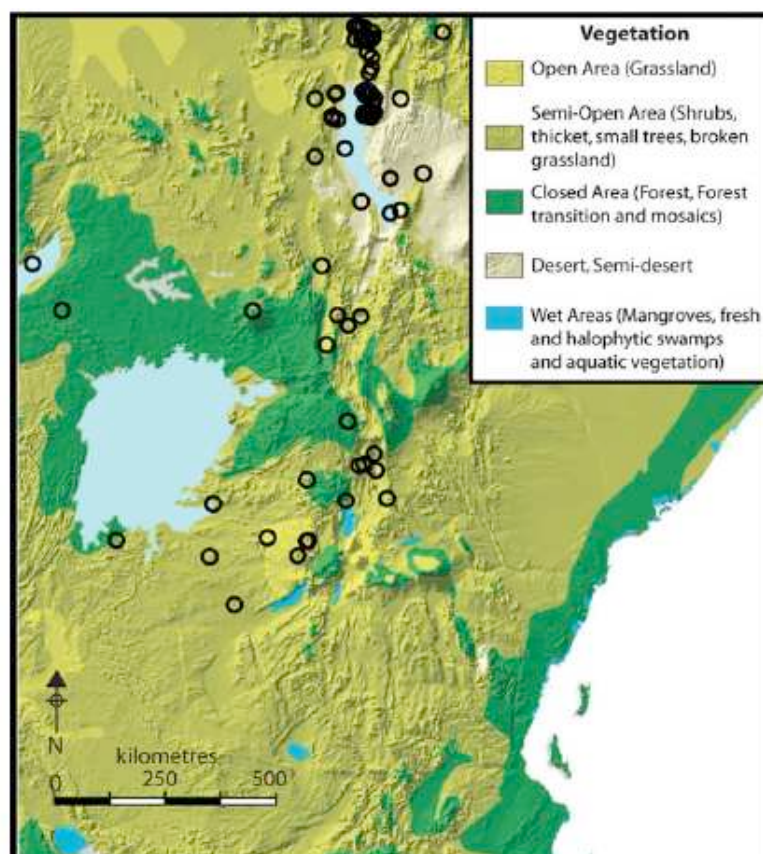 Vegetation
Open Area (Grassland)
Semi-Open Area (Shrubs,
thicket, small trees, broken
grassland)
Closed Area (Forest, Forest
transition and mosaics)
Desert, Semi-desert
Wet Areas (Mangroves, fresh
and halophytic swamps
and aquatic vegetation)
N
kilometres
0 250 500